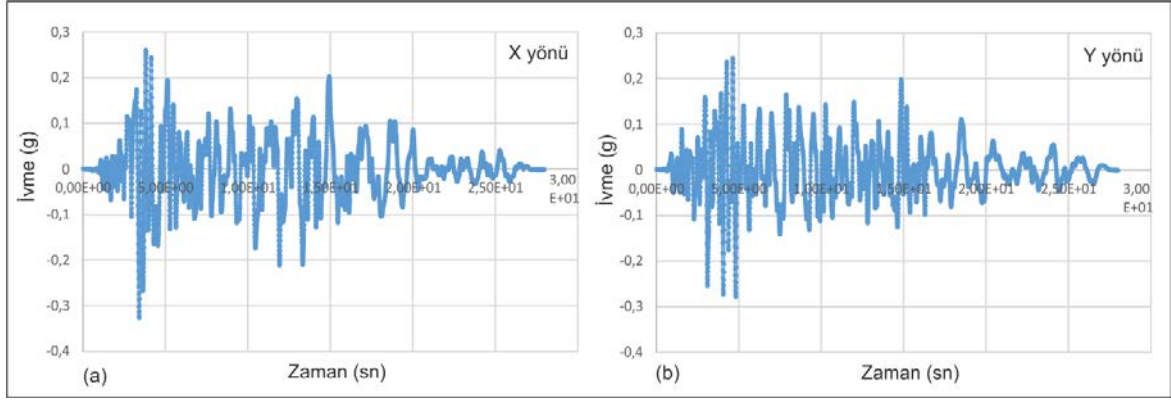 0,3
X yönü
0,2
0,1
0
-0,1
-0,2
-0,3
-0,4
İvme (g)
0,00E+00 5,00E+00 1,00E+01 1,50E+01 2,00E+01 2,50E+01 3,00
E+01
(a) Zaman (sn)
0,3
Y yönü
0,2
0,1
0
-0,1
-0,2
-0,3
-0,4
İvme (g)
0,00E+00 5,00E+00 1,00E+01 1,50E+01 2,00E+01 2,50E+01 3,00
E+01
(b) Zaman (sn)